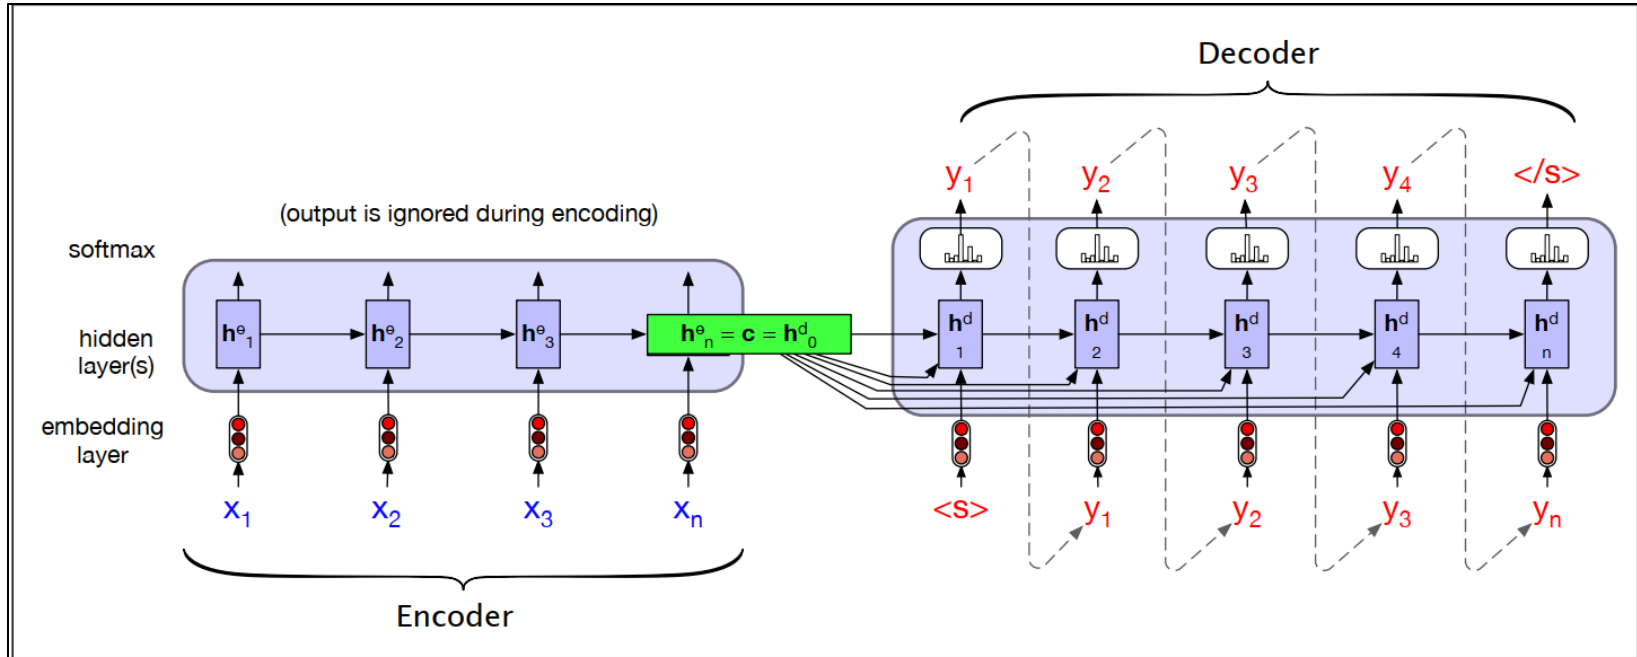 Decoder
y₁ y₂ y₃ y₄ </s>
(output is ignored during encoding)
softmax
hᵉ₁ hᵉ₂ hᵉ₃ hᵉₙ = c = hᵈ₀ hᵈ₁ hᵈ₂ hᵈ₃ hᵈ₄ hᵈₙ
hidden
layer(s)
embedding
layer
x₁ x₂ x₃ xₙ <s> y₁ y₂ y₃ yₙ
Encoder